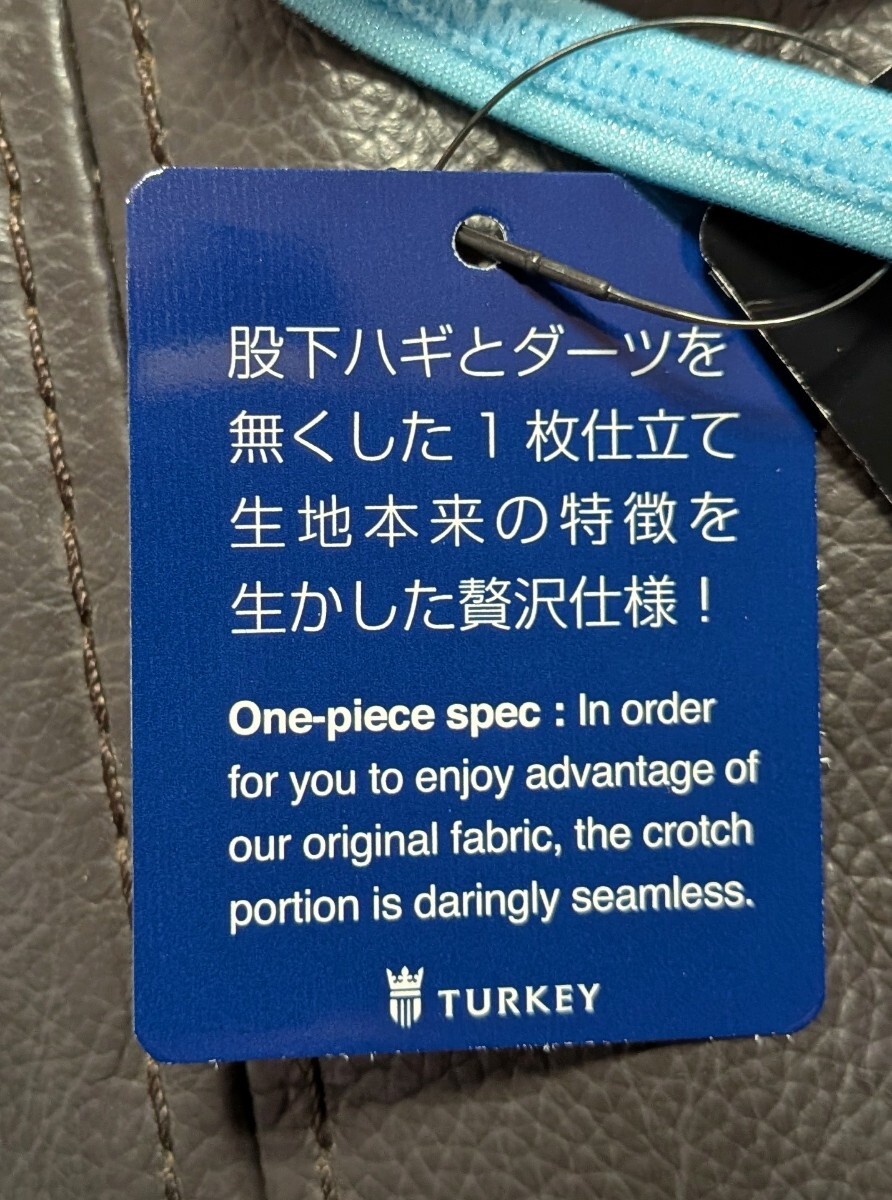 股下ハギとダーツを
無くした1枚仕立て
生地本来の特徴を
生かした贅沢仕様！
One-piece spec : In order
for you to enjoy advantage of
our original fabric, the crotch
portion is daringly seamless.
TURKEY